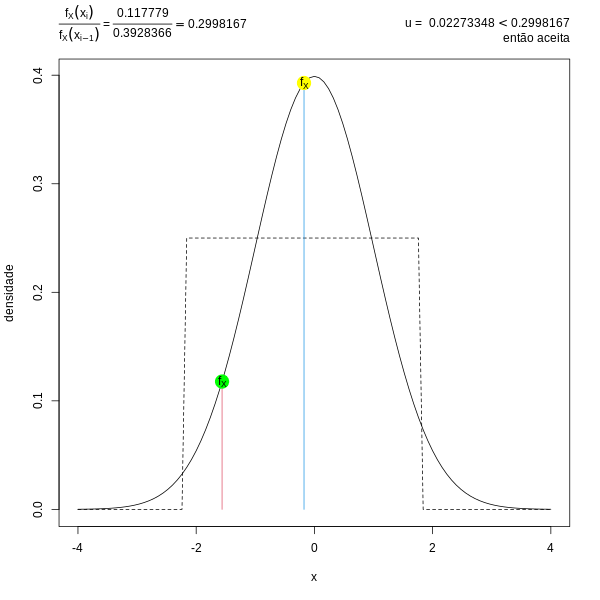 fX(xi) / fX(xi−1) = 0.117779 / 0.3928366 = 0.2998167
u = 0.02273348 < 0.2998167
então aceita
0.4
0.3
0.2
0.1
0.0
densidade
fX
fX
-4 -2 0 2 4
x